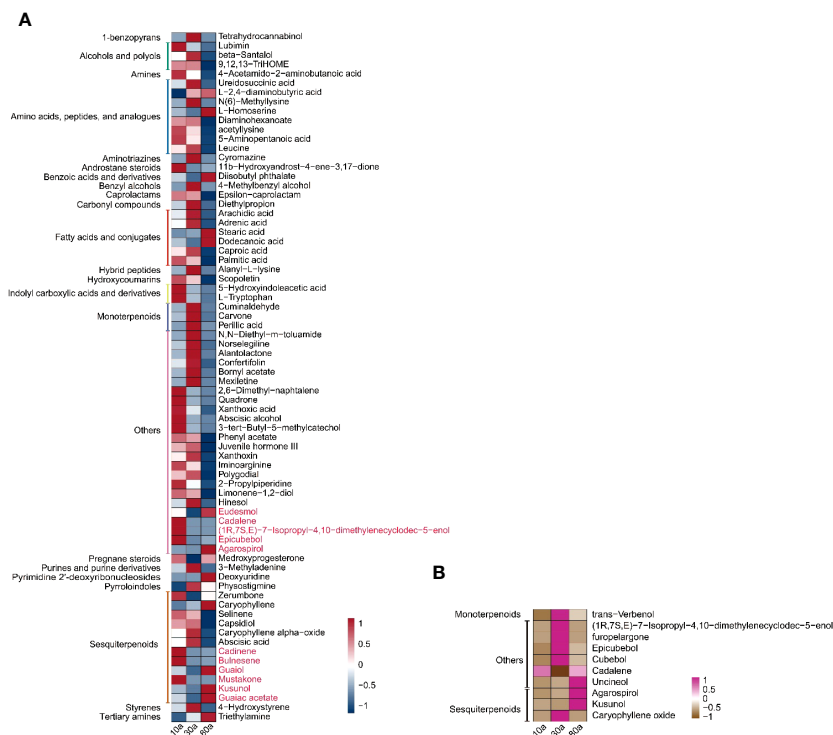 A
1-benzopyrans
Tetrahydrocannabinol
Lubimin
Alcohols and polyols
beta-Santalol
9,12,13-TriHOME
Amines
4-Acetamido-2-aminobutanoic acid
Ureidosuccinic acid
L-2,4-diaminobutyric acid
N(6)-Methyllysine
L-Homoserine
Amino acids, peptides, and analogues
Diaminohexanoate
acetyllysine
5-Aminopentanoic acid
Leucine
Aminotriazines
Cyromazine
Androstane steroids
11b-Hydroxyandrost-4-ene-3,17-dione
Benzoic acids and derivatives
Diisobutyl phthalate
Benzyl alcohols
4-Methylbenzyl alcohol
Caprolactams
Epsilon-caprolactam
Carbonyl compounds
Diethylpropion
Arachidic acid
Adrenic acid
Fatty acids and conjugates
Stearic acid
Dodecanoic acid
Caproic acid
Palmitic acid
Hybrid peptides
Alanyl-L-lysine
Hydroxycoumarins
Scopoletin
Indolyl carboxylic acids and derivatives
5-Hydroxyindoleacetic acid
L-Tryptophan
Cuminaldehyde
Monoterpenoids
Carvone
Perillic acid
N,N-Diethyl-m-toluamide
Norselegiline
Alantolactone
Confertifolin
Bornyl acetate
Mexiletine
2,6-Dimethyl-naphtalene
Quadrone
Xanthoxic acid
Abscisic alcohol
Others
3-tert-Butyl-5-methylcatechol
Phenyl acetate
Juvenile hormone III
Xanthoxin
Iminoarginine
Polygodial
2-Propylpiperidine
Limonene-1,2-diol
Hinesol
Eudesmol
Cadalene
(1R,7S,E)-7-Isopropyl-4,10-dimethylenecyclodec-5-enol
Epicubebol
Agarospirol
Pregnane steroids
Medroxyprogesterone
Purines and purine derivatives
3-Methyladenine
Pyrimidine 2'-deoxyribonucleosides
Deoxyuridine
Pyrroloindoles
Physostigmine
Zerumbone
Caryophyllene
Selinene
Capsidiol
Caryophyllene alpha-oxide
Sesquiterpenoids
Abscisic acid
Cadinene
Bulnesene
Guaiol
Mustakone
Kusunol
Guaiac acetate
Styrenes
4-Hydroxystyrene
Tertiary amines
Triethylamine
10a 30a 80a
1
0.5
0
-0.5
-1
B
Monoterpenoids
trans-Verbenol
(1R,7S,E)-7-Isopropyl-4,10-dimethylenecyclodec-5-enol
furopelargone
Epicubebol
Others
Cubebol
Cadalene
Uncineol
Agarospirol
Sesquiterpenoids
Kusunol
Caryophyllene oxide
10a 30a 80a
1
0.5
0
-0.5
-1